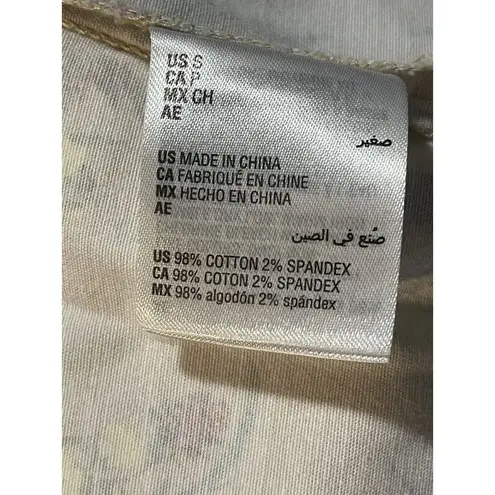 US S
CA P
MX CH
AE
صغير
US MADE IN CHINA
CA FABRIQUÉ EN CHINE
MX HECHO EN CHINA
AE
صُنع في الصين
US 98% COTTON 2% SPANDEX
CA 98% COTON 2% SPANDEX
MX 98% algodón 2% spándex